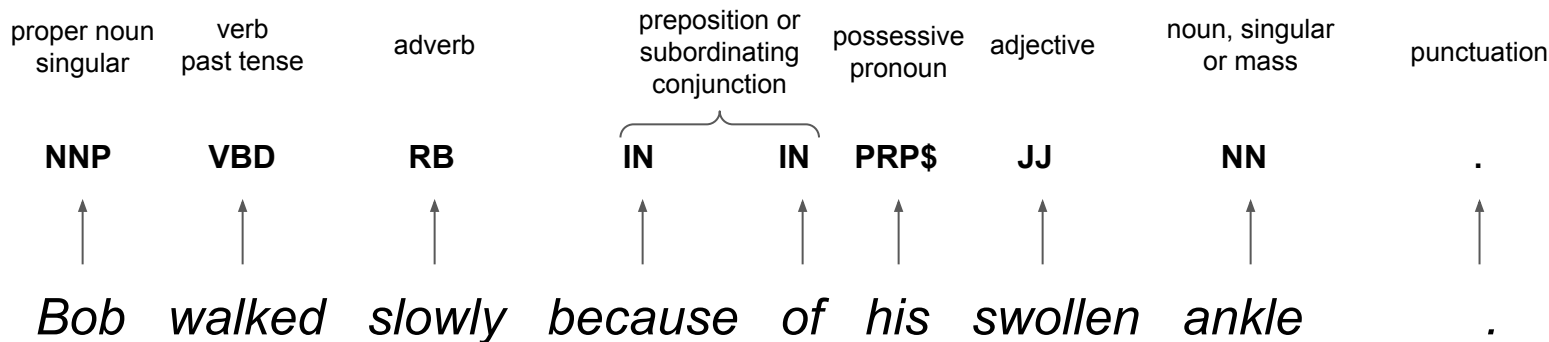 proper noun
singular
verb
past tense
adverb
preposition or
subordinating
conjunction
possessive
pronoun
adjective
noun, singular
or mass
punctuation
NNP VBD RB IN IN PRP$ JJ NN .
Bob walked slowly because of his swollen ankle .